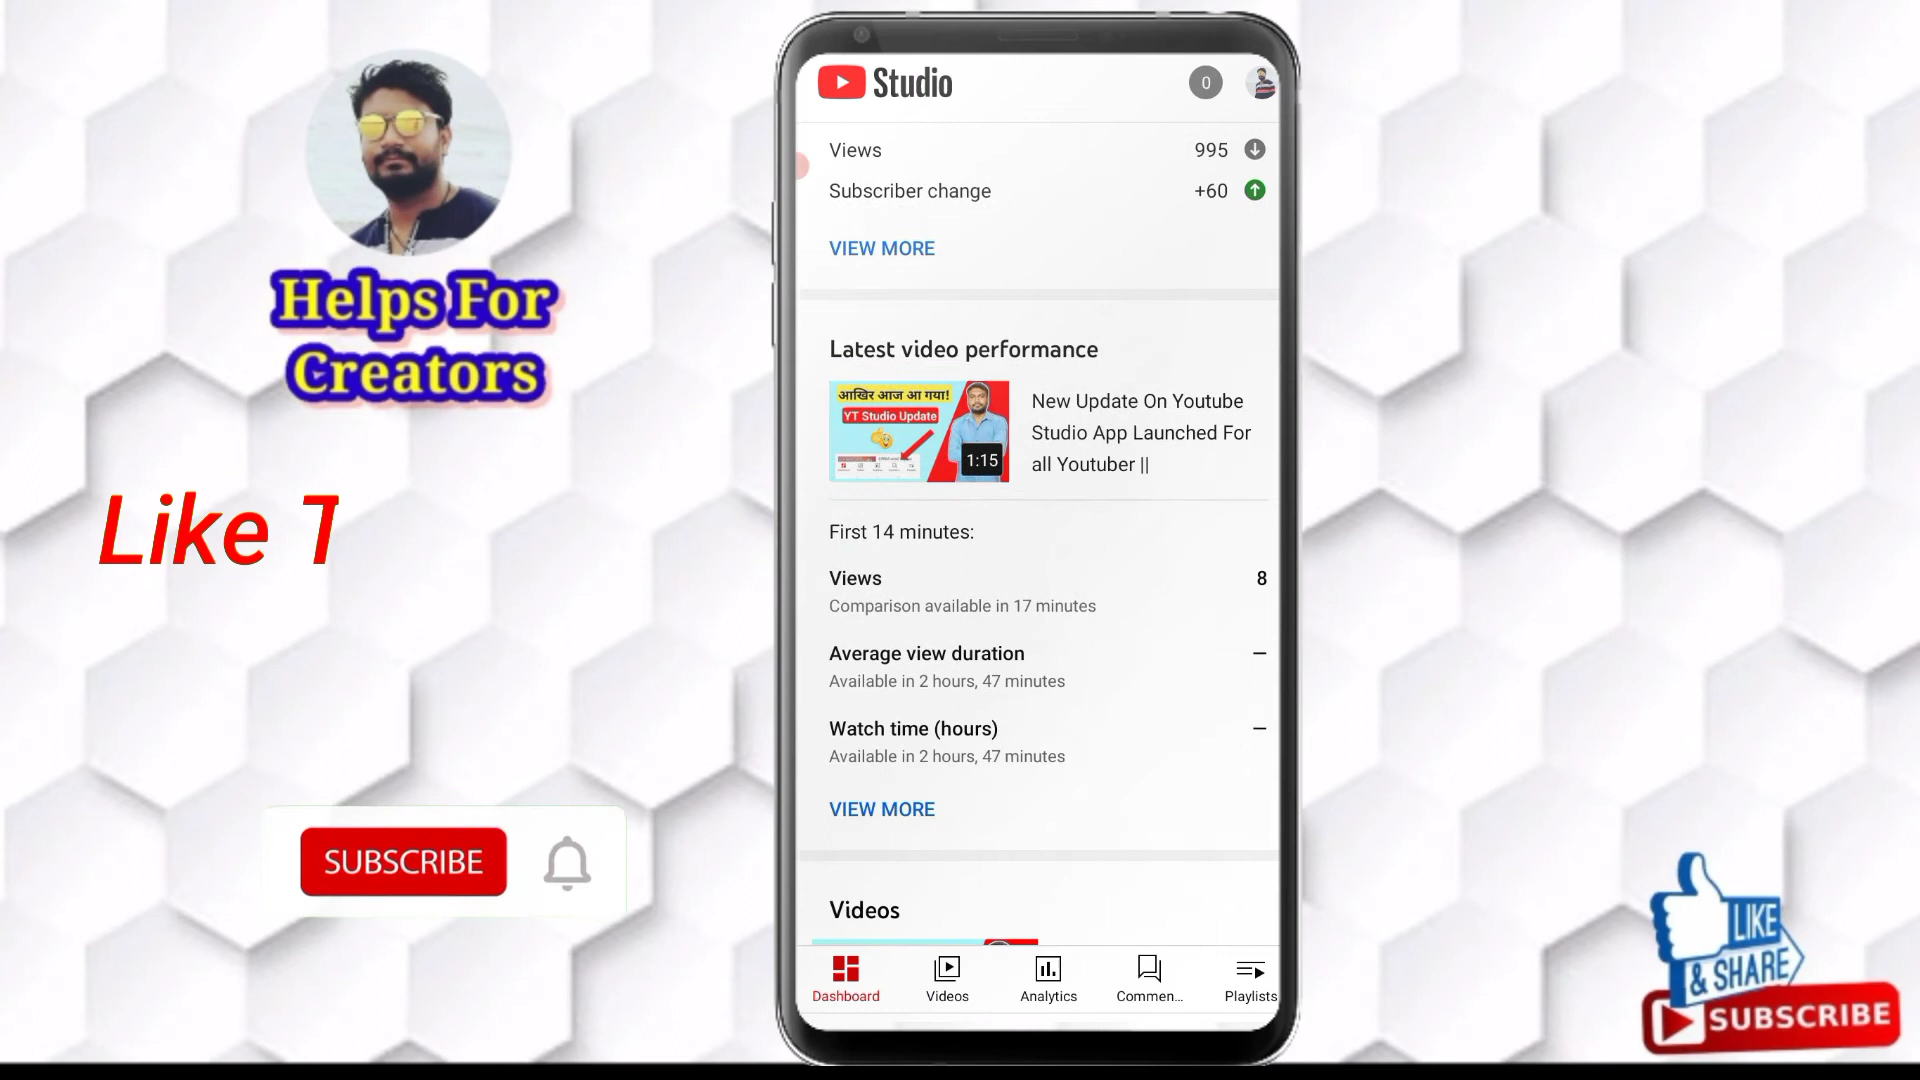 Helps For
Creators
Like T
SUBSCRIBE
Studio
0
Views 995
Subscriber change +60
VIEW MORE
Latest video performance
आखिर आज आ गया!
YT Studio Update
1:15
New Update On Youtube
Studio App Launched For
all Youtuber ||
First 14 minutes:
Views 8
Comparison available in 17 minutes
Average view duration –
Available in 2 hours, 47 minutes
Watch time (hours) –
Available in 2 hours, 47 minutes
VIEW MORE
Videos
Dashboard Videos Analytics Commen... Playlists
LIKE
& SHARE
SUBSCRIBE